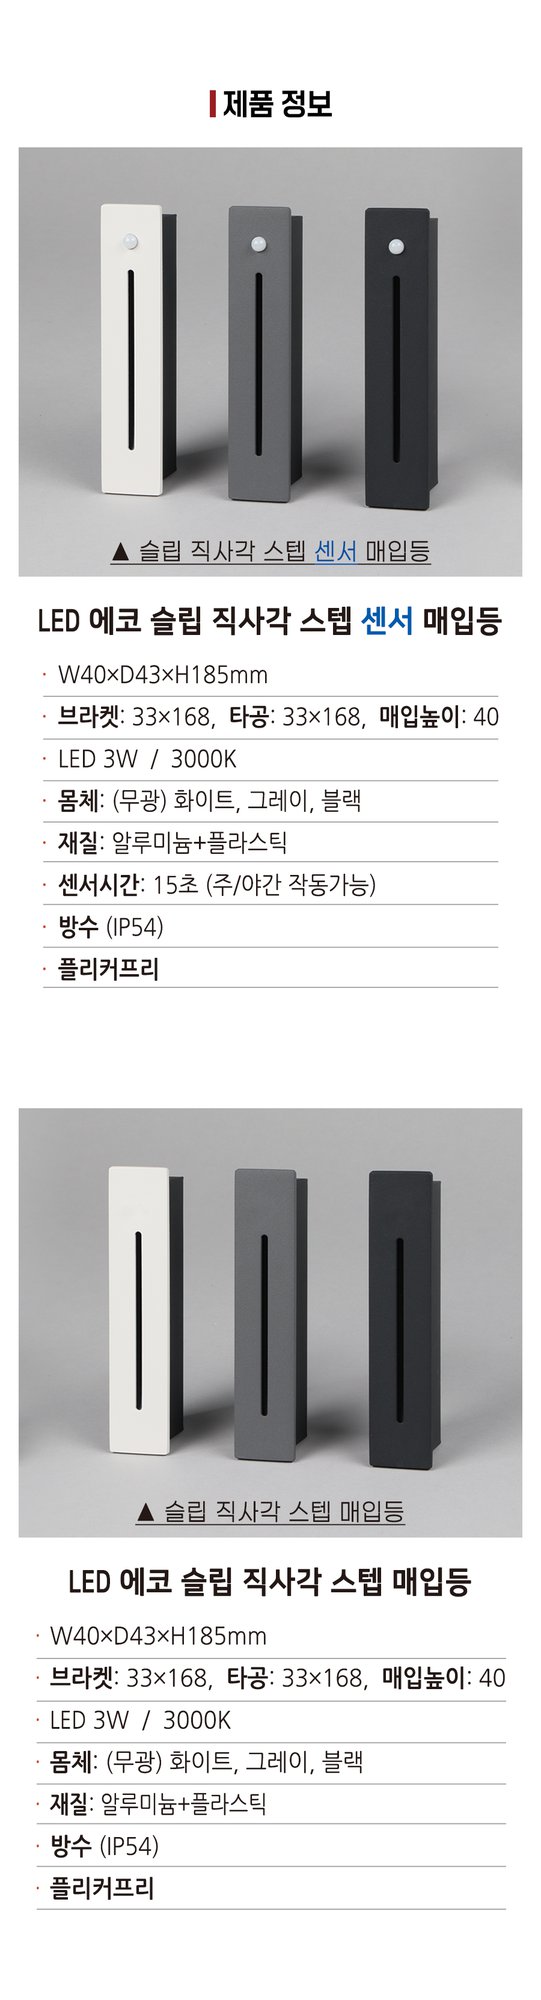 제품 정보
▲ 슬립 직사각 스텝 센서 매입등
LED 에코 슬립 직사각 스텝 센서 매입등
· W40×D43×H185mm
· 브라켓: 33×168, 타공: 33×168, 매입높이: 40
· LED 3W / 3000K
· 몸체: (무광) 화이트, 그레이, 블랙
· 재질: 알루미늄+플라스틱
· 센서시간: 15초 (주/야간 작동가능)
· 방수 (IP54)
· 플리커프리
▲ 슬립 직사각 스텝 매입등
LED 에코 슬립 직사각 스텝 매입등
· W40×D43×H185mm
· 브라켓: 33×168, 타공: 33×168, 매입높이: 40
· LED 3W / 3000K
· 몸체: (무광) 화이트, 그레이, 블랙
· 재질: 알루미늄+플라스틱
· 방수 (IP54)
· 플리커프리